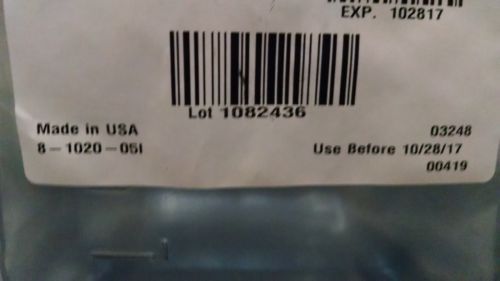 EXP. 102817
Lot 1082436
Made in USA
03248
8-1020-05I
Use Before 10/28/17
00419